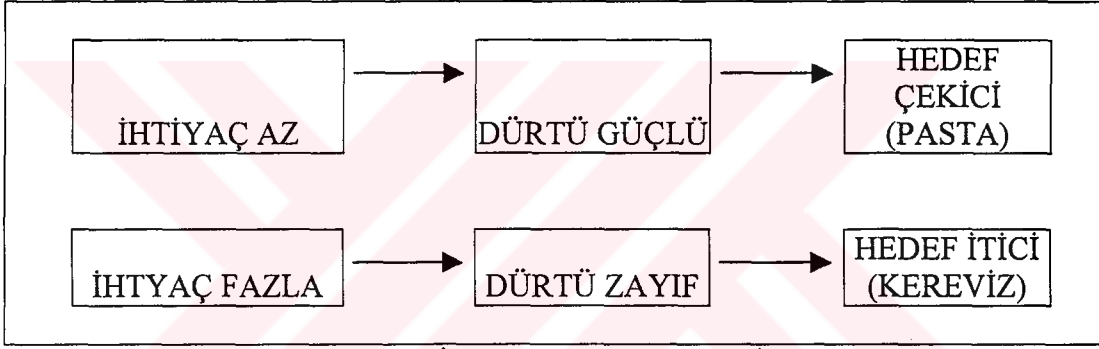 İHTİYAÇ AZ
DÜRTÜ GÜÇLÜ
HEDEF
ÇEKİCİ
(PASTA)
İHTYAÇ FAZLA
DÜRTÜ ZAYIF
HEDEF İTİCİ
(KEREVİZ)